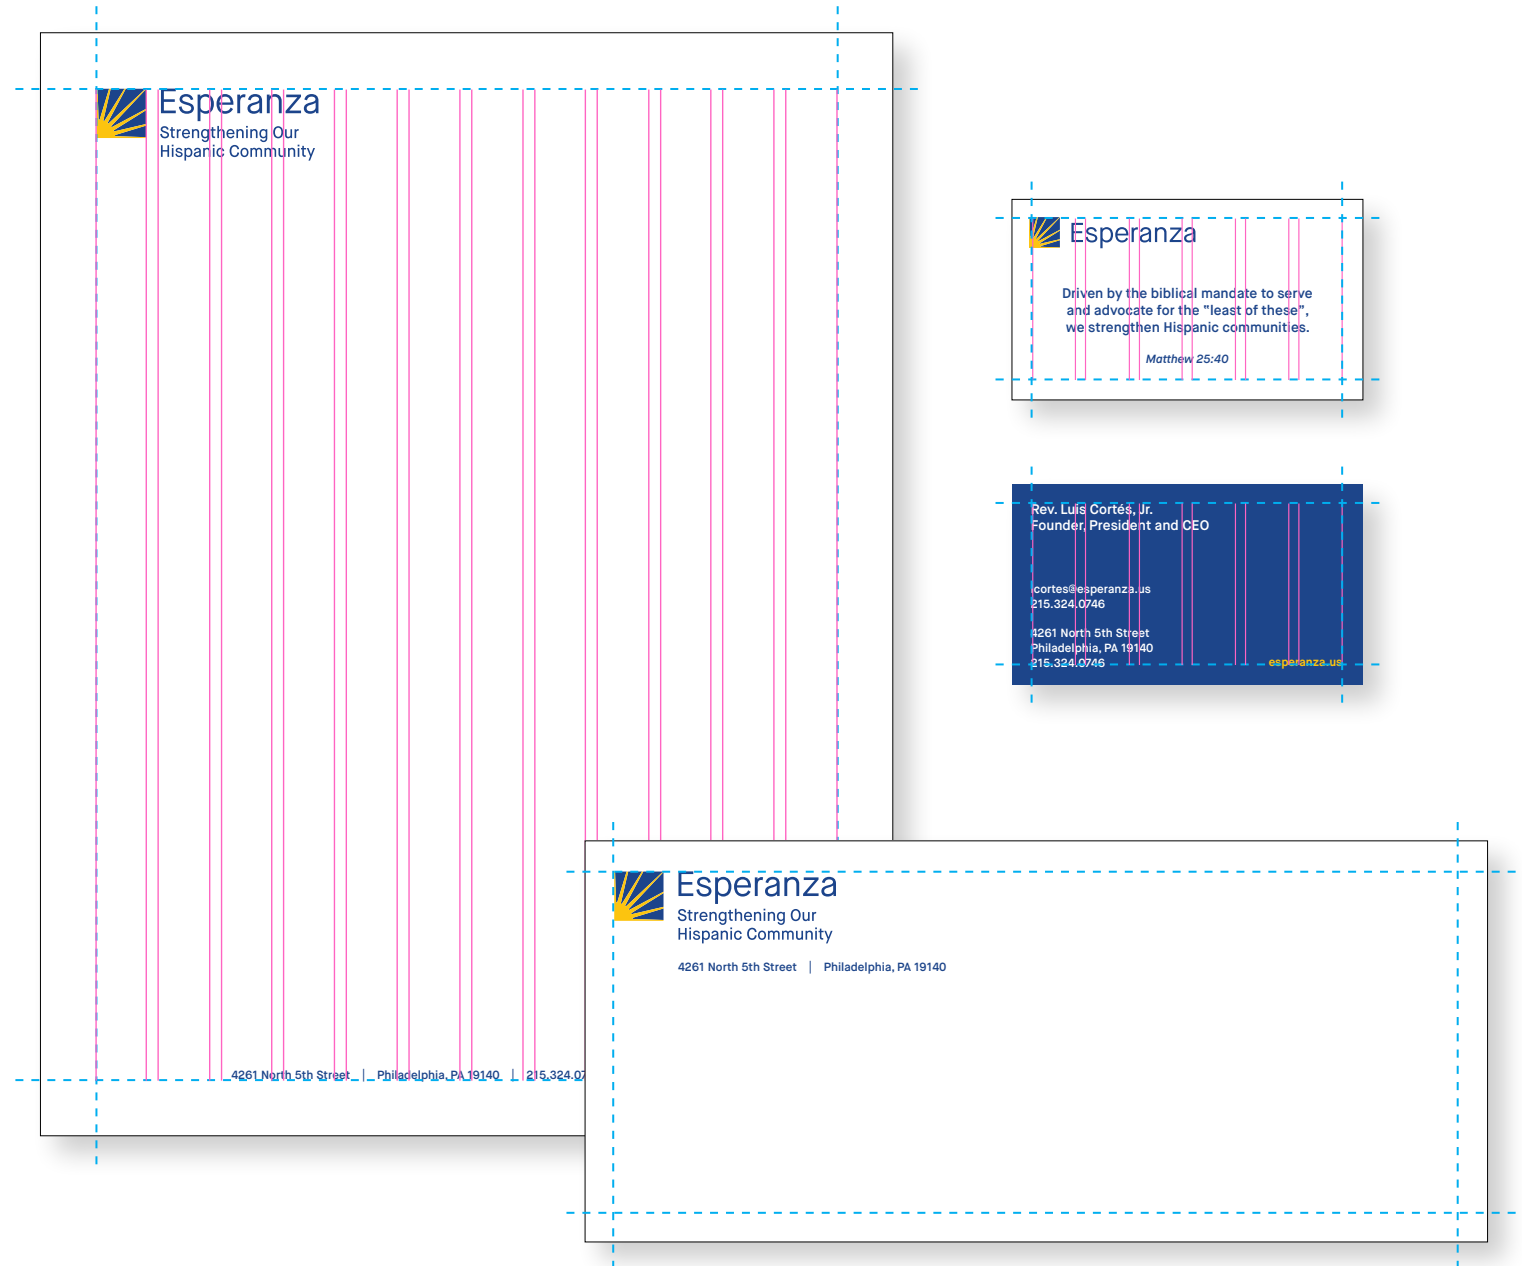 Esperanza
Strengthening Our
Hispanic Community
4261 North 5th Street | Philadelphia, PA 19140 | 215.324.07
Esperanza
Driven by the biblical mandate to serve
and advocate for the "least of these",
we strengthen Hispanic communities.
Matthew 25:40
Rev. Luis Cortés, Jr.
Founder, President and CEO
cortes@esperanza.us
215.324.0746
4261 North 5th Street
Philadelphia, PA 19140
215.324.0746
esperanza.us
Esperanza
Strengthening Our
Hispanic Community
4261 North 5th Street | Philadelphia, PA 19140